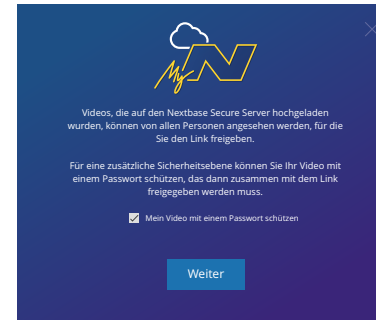 My N
Videos, die auf den Nextbase Secure Server hochgeladen
wurden, können von allen Personen angesehen werden, für die
Sie den Link freigeben.
Für eine zusätzliche Sicherheitsebene können Sie Ihr Video mit
einem Passwort schützen, das dann zusammen mit dem Link
freigegeben werden muss.
Mein Video mit einem Passwort schützen
Weiter